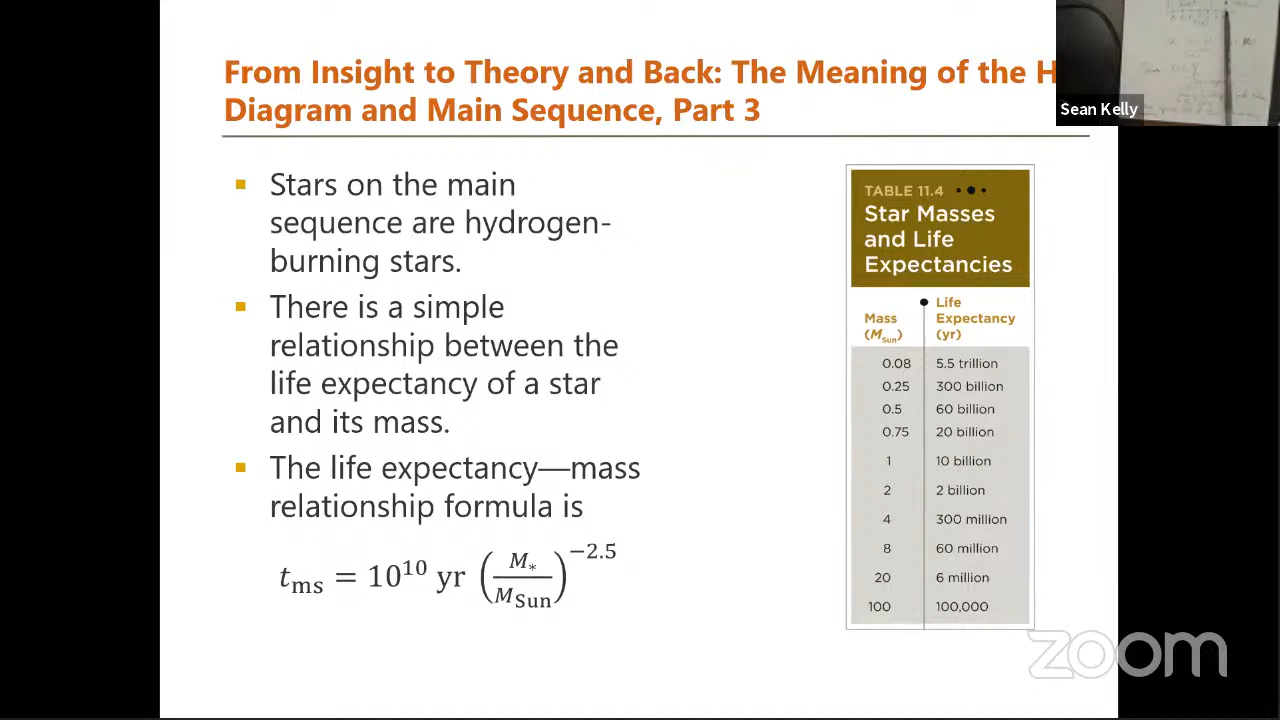 From Insight to Theory and Back: The Meaning of the H
Diagram and Main Sequence, Part 3
Sean Kelly
▪ Stars on the main
sequence are hydrogen-
burning stars.
▪ There is a simple
relationship between the
life expectancy of a star
and its mass.
▪ The life expectancy—mass
relationship formula is
t_ms = 10^10 yr (M_* / M_Sun)^−2.5
TABLE 11.4
Star Masses
and Life
Expectancies
Mass (M_Sun) Life Expectancy (yr)
0.08 5.5 trillion
0.25 300 billion
0.5 60 billion
0.75 20 billion
1 10 billion
2 2 billion
4 300 million
8 60 million
20 6 million
100 100,000
zoom